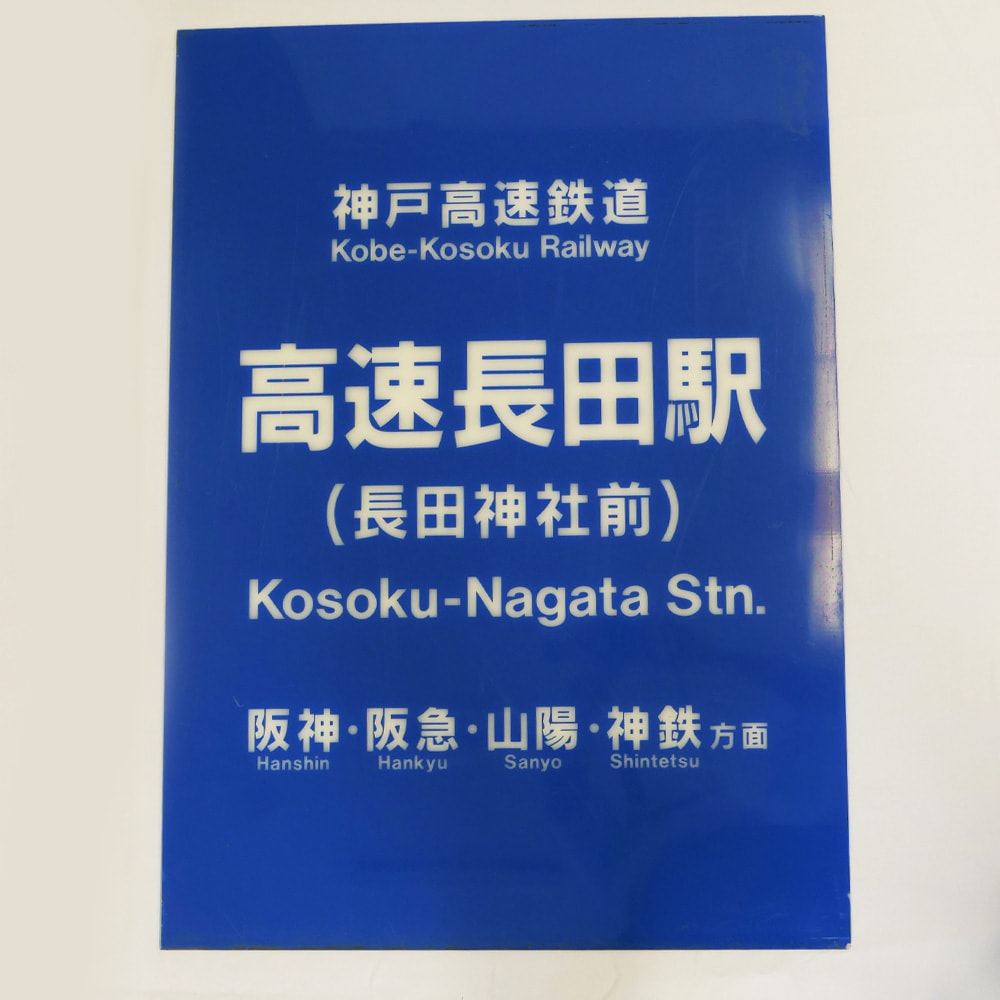 神戸高速鉄道
Kobe-Kosoku Railway
高速長田駅
(長田神社前)
Kosoku-Nagata Stn.
阪神・阪急・山陽・神鉄方面
Hanshin Hankyu Sanyo Shintetsu